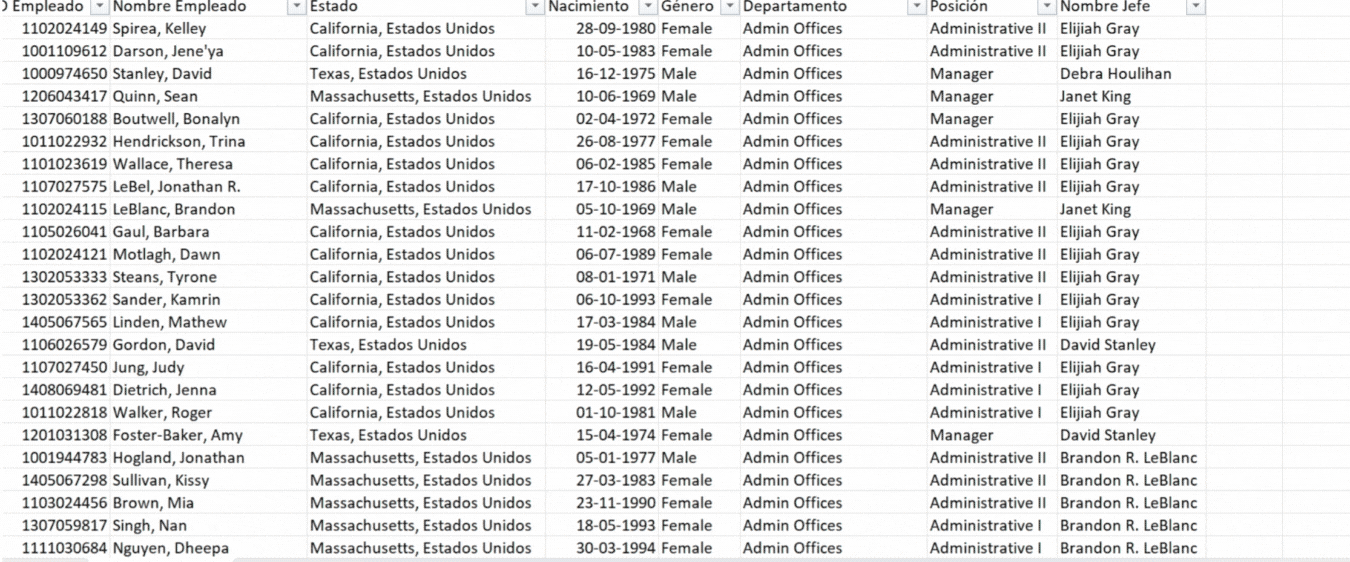 Empleado Nombre Empleado Estado Nacimiento Género Departamento Posición Nombre Jefe
1102024149 Spirea, Kelley California, Estados Unidos 28-09-1980 Female Admin Offices Administrative II Elijiah Gray
1001109612 Darson, Jene'ya California, Estados Unidos 10-05-1983 Female Admin Offices Administrative II Elijiah Gray
1000974650 Stanley, David Texas, Estados Unidos 16-12-1975 Male Admin Offices Manager Debra Houlihan
1206043417 Quinn, Sean Massachusetts, Estados Unidos 10-06-1969 Male Admin Offices Manager Janet King
1307060188 Boutwell, Bonalyn California, Estados Unidos 02-04-1972 Female Admin Offices Manager Elijiah Gray
1011022932 Hendrickson, Trina California, Estados Unidos 26-08-1977 Female Admin Offices Administrative II Elijiah Gray
1101023619 Wallace, Theresa California, Estados Unidos 06-02-1985 Female Admin Offices Administrative II Elijiah Gray
1107027575 LeBel, Jonathan R. California, Estados Unidos 17-10-1986 Male Admin Offices Administrative II Elijiah Gray
1102024115 LeBlanc, Brandon Massachusetts, Estados Unidos 05-10-1969 Male Admin Offices Manager Janet King
1105026041 Gaul, Barbara California, Estados Unidos 11-02-1968 Female Admin Offices Administrative II Elijiah Gray
1102024121 Motlagh, Dawn California, Estados Unidos 06-07-1989 Female Admin Offices Administrative II Elijiah Gray
1302053333 Steans, Tyrone California, Estados Unidos 08-01-1971 Male Admin Offices Administrative II Elijiah Gray
1302053362 Sander, Kamrin California, Estados Unidos 06-10-1993 Female Admin Offices Administrative I Elijiah Gray
1405067565 Linden, Mathew California, Estados Unidos 17-03-1984 Male Admin Offices Administrative I Elijiah Gray
1106026579 Gordon, David Texas, Estados Unidos 19-05-1984 Male Admin Offices Administrative II David Stanley
1107027450 Jung, Judy California, Estados Unidos 16-04-1991 Female Admin Offices Administrative I Elijiah Gray
1408069481 Dietrich, Jenna California, Estados Unidos 12-05-1992 Female Admin Offices Administrative I Elijiah Gray
1011022818 Walker, Roger California, Estados Unidos 01-10-1981 Male Admin Offices Administrative I Elijiah Gray
1201031308 Foster-Baker, Amy Texas, Estados Unidos 15-04-1974 Female Admin Offices Manager David Stanley
1001944783 Hogland, Jonathan Massachusetts, Estados Unidos 05-01-1977 Male Admin Offices Administrative II Brandon R. LeBlanc
1405067298 Sullivan, Kissy Massachusetts, Estados Unidos 27-03-1983 Female Admin Offices Administrative II Brandon R. LeBlanc
1103024456 Brown, Mia Massachusetts, Estados Unidos 23-11-1990 Female Admin Offices Administrative II Brandon R. LeBlanc
1307059817 Singh, Nan Massachusetts, Estados Unidos 18-05-1993 Female Admin Offices Administrative I Brandon R. LeBlanc
1111030684 Nguyen, Dheepa Massachusetts, Estados Unidos 30-03-1994 Female Admin Offices Administrative I Brandon R. LeBlanc